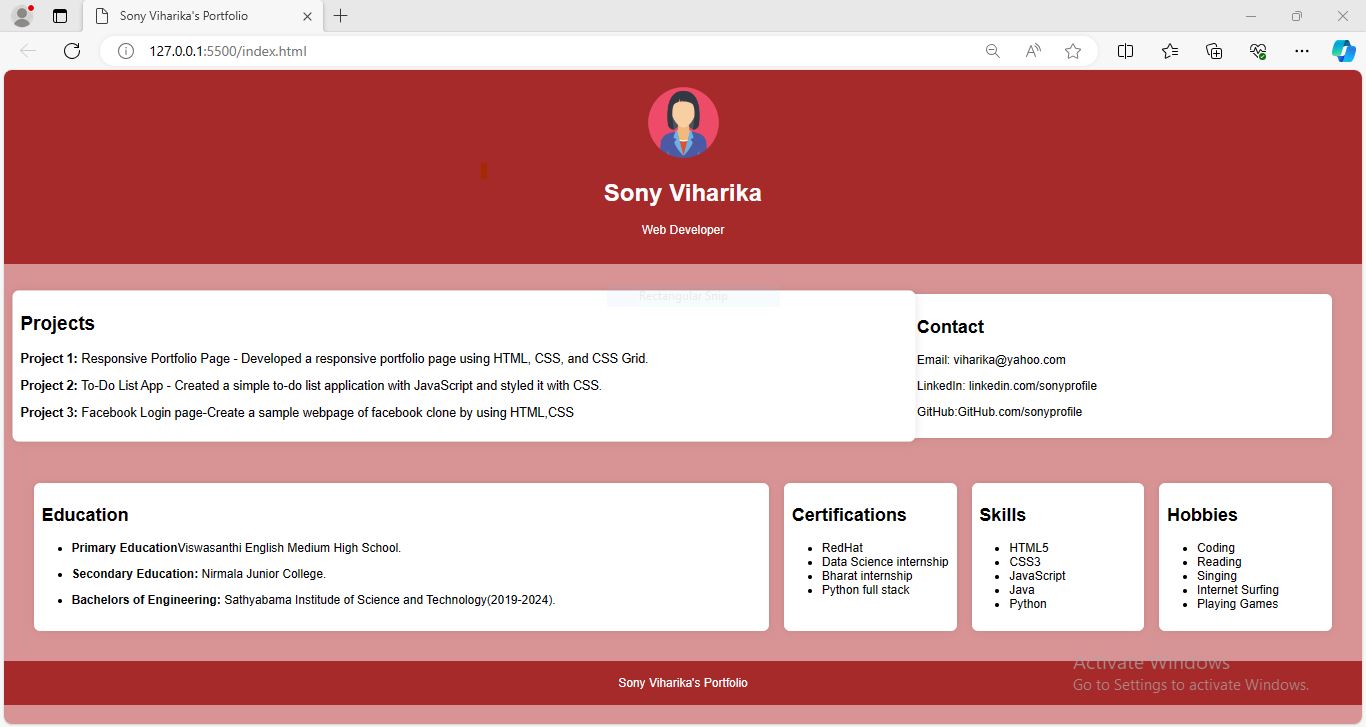 Sony Viharika's Portfolio
127.0.0.1:5500/index.html
Sony Viharika
Web Developer
Rectangular Snip
Projects
Project 1: Responsive Portfolio Page - Developed a responsive portfolio page using HTML, CSS, and CSS Grid.
Project 2: To-Do List App - Created a simple to-do list application with JavaScript and styled it with CSS.
Project 3: Facebook Login page-Create a sample webpage of facebook clone by using HTML,CSS
Contact
Email: viharika@yahoo.com
LinkedIn: linkedin.com/sonyprofile
GitHub:GitHub.com/sonyprofile
Education
• Primary EducationViswasanthi English Medium High School.
• Secondary Education: Nirmala Junior College.
• Bachelors of Engineering: Sathyabama Institude of Science and Technology(2019-2024).
Certifications
• RedHat
• Data Science internship
• Bharat internship
• Python full stack
Skills
• HTML5
• CSS3
• JavaScript
• Java
• Python
Hobbies
• Coding
• Reading
• Singing
• Internet Surfing
• Playing Games
Sony Viharika's Portfolio
Activate Windows
Go to Settings to activate Windows.